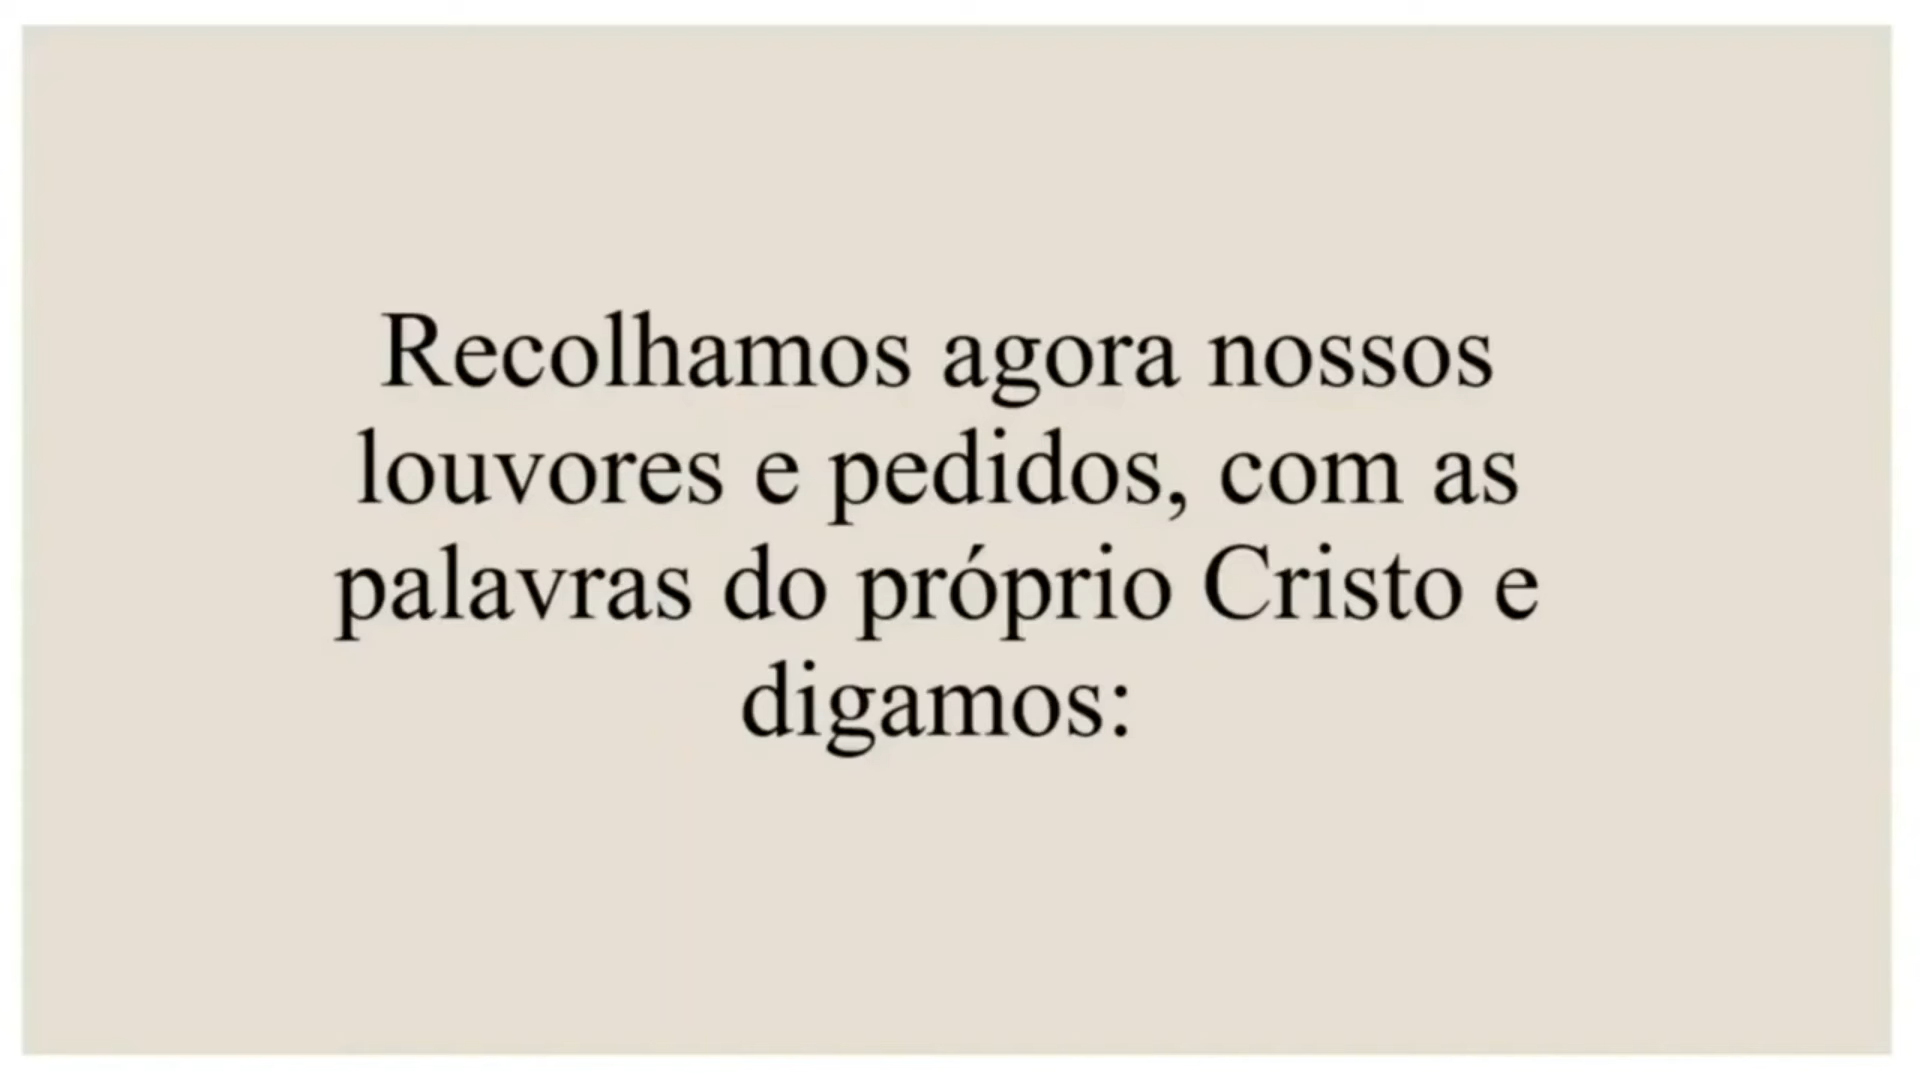 Recolhamos agora nossos
louvores e pedidos, com as
palavras do próprio Cristo e
digamos: